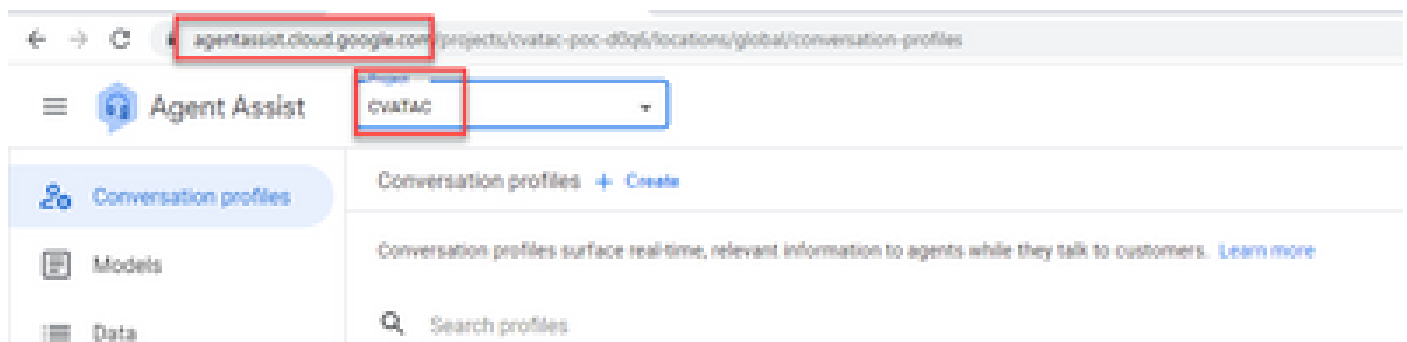 agentassist.cloud.google.com/projects/cvatac-poc-d0q6/locations/global/conversation-profiles
Agent Assist
Project
CVATAC
Conversation profiles
Conversation profiles + Create
Models
Conversation profiles surface real-time, relevant information to agents while they talk to customers. Learn more
Data
Search profiles